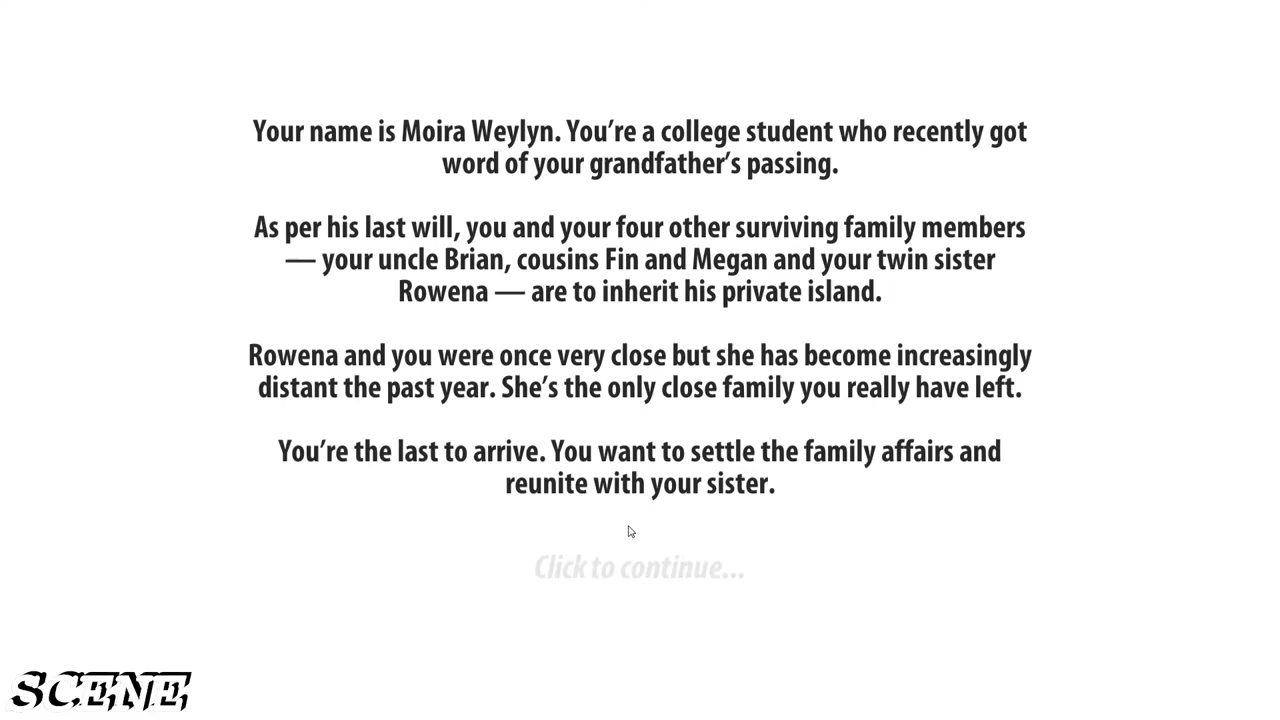 Your name is Moira Weylyn. You're a college student who recently got
word of your grandfather's passing.
As per his last will, you and your four other surviving family members
— your uncle Brian, cousins Fin and Megan and your twin sister
Rowena — are to inherit his private island.
Rowena and you were once very close but she has become increasingly
distant the past year. She's the only close family you really have left.
You're the last to arrive. You want to settle the family affairs and
reunite with your sister.
Click to continue...
SCENE